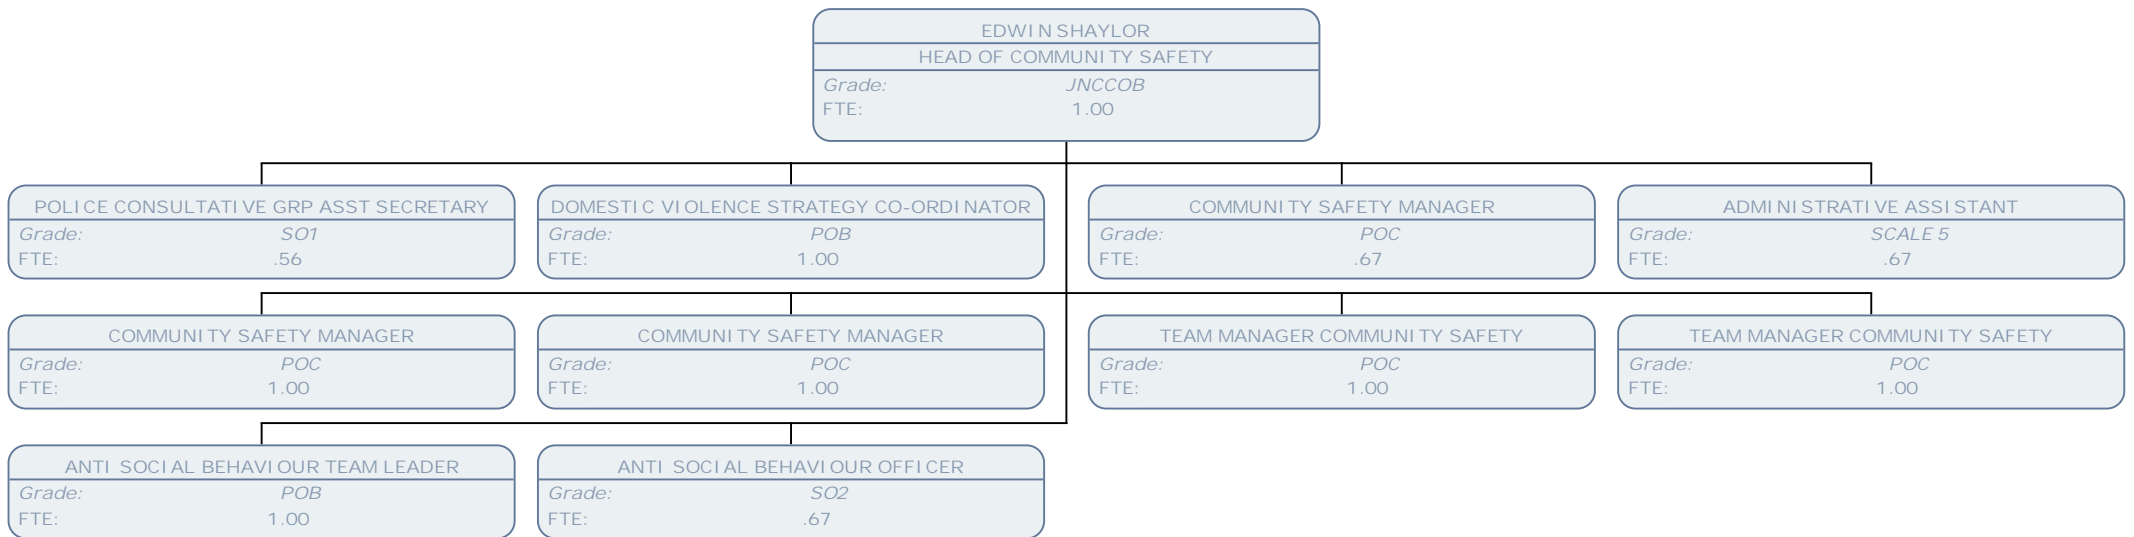 EDWIN SHAYLOR
HEAD OF COMMUNITY SAFETY
Grade: JNCCOB
FTE: 1.00
POLICE CONSULTATIVE GRP ASST SECRETARY
Grade: SO1
FTE: .56
DOMESTIC VIOLENCE STRATEGY CO-ORDINATOR
Grade: POB
FTE: 1.00
COMMUNITY SAFETY MANAGER
Grade: POC
FTE: .67
ADMINISTRATIVE ASSISTANT
Grade: SCALE 5
FTE: .67
COMMUNITY SAFETY MANAGER
Grade: POC
FTE: 1.00
COMMUNITY SAFETY MANAGER
Grade: POC
FTE: 1.00
TEAM MANAGER COMMUNITY SAFETY
Grade: POC
FTE: 1.00
TEAM MANAGER COMMUNITY SAFETY
Grade: POC
FTE: 1.00
ANTI SOCIAL BEHAVIOUR TEAM LEADER
Grade: POB
FTE: 1.00
ANTI SOCIAL BEHAVIOUR OFFICER
Grade: SO2
FTE: .67